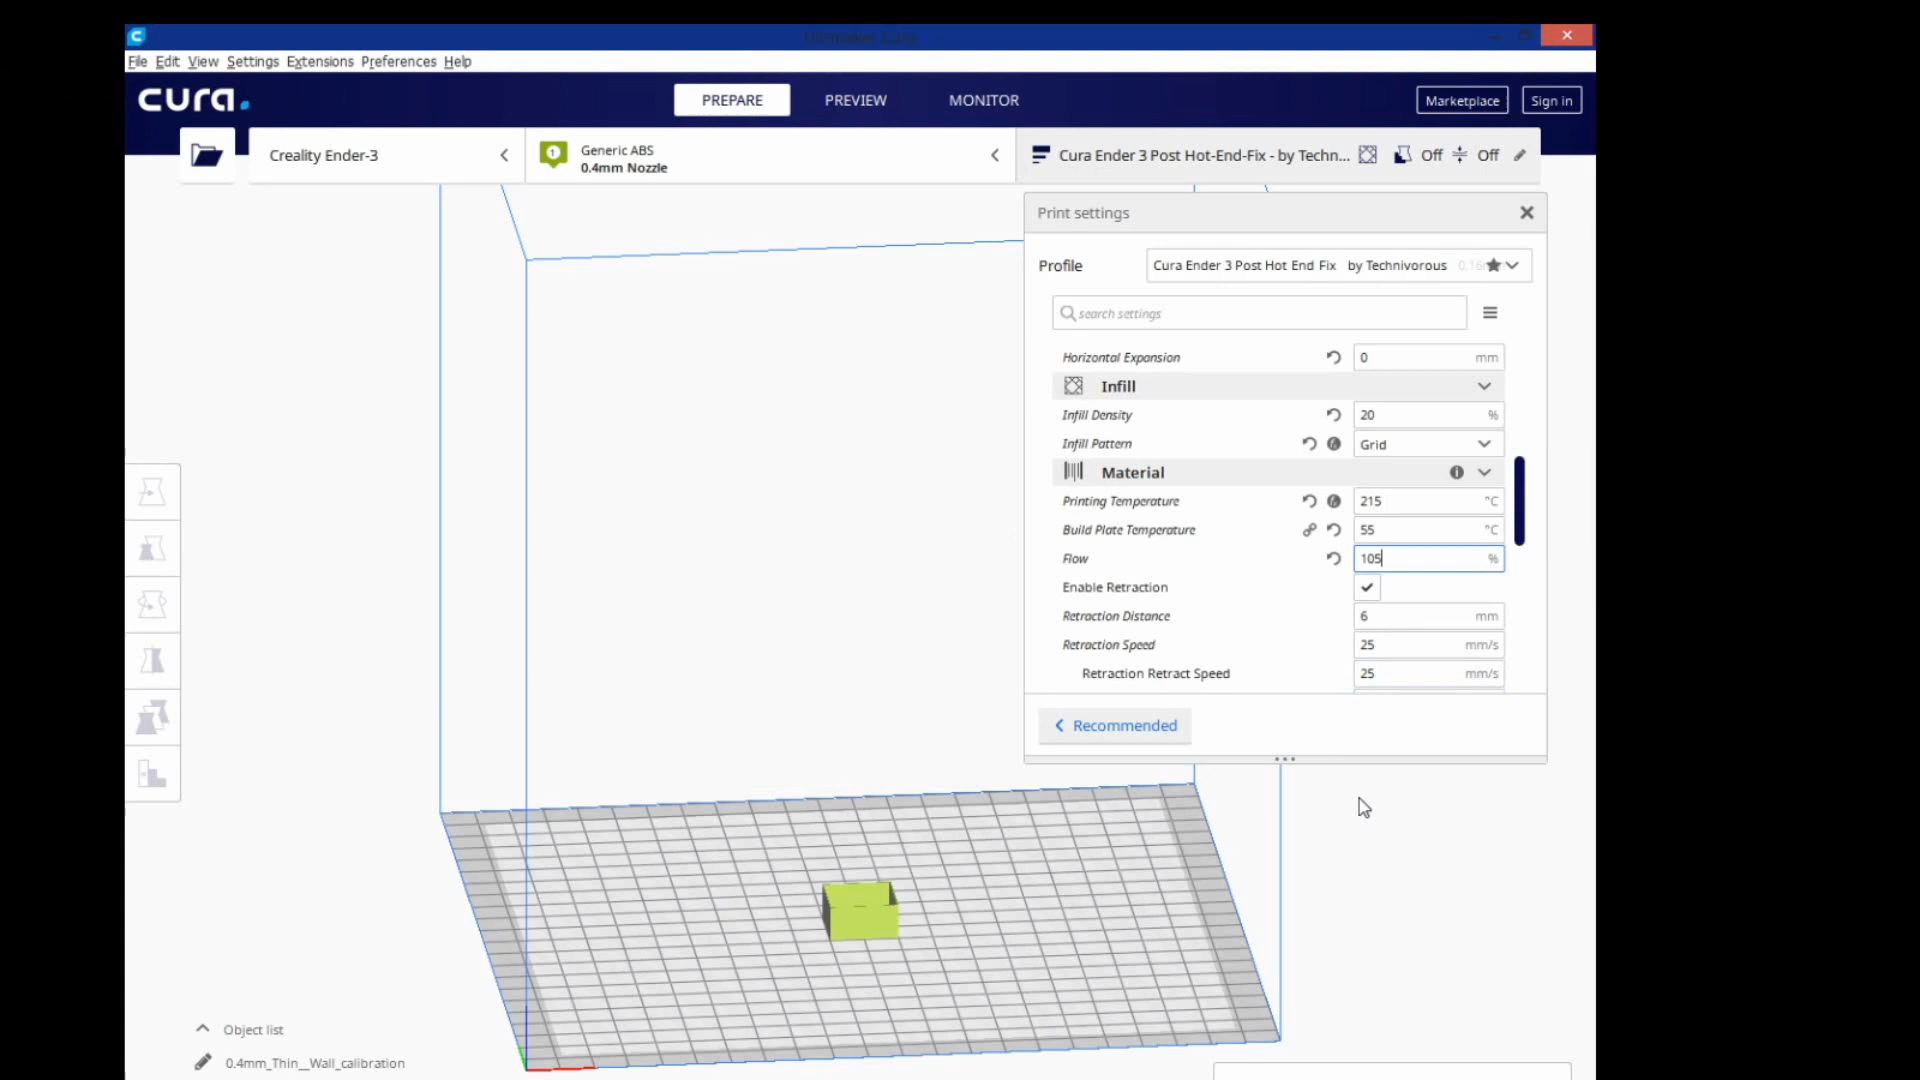 Ultimaker Cura
File Edit View Settings Extensions Preferences Help
cura.
PREPARE
PREVIEW
MONITOR
Marketplace
Sign in
Creality Ender-3
1
Generic ABS
0.4mm Nozzle
Cura Ender 3 Post Hot-End-Fix - by Techn...
Off
Off
Print settings
Profile
Cura Ender 3 Post Hot End Fix by Technivorous
search settings
Horizontal Expansion 0 mm
Infill
Infill Density 20 %
Infill Pattern Grid
Material
Printing Temperature 215 °C
Build Plate Temperature 55 °C
Flow 105 %
Enable Retraction
Retraction Distance 6 mm
Retraction Speed 25 mm/s
Retraction Retract Speed 25 mm/s
Recommended
Object list
0.4mm_Thin__Wall_calibration